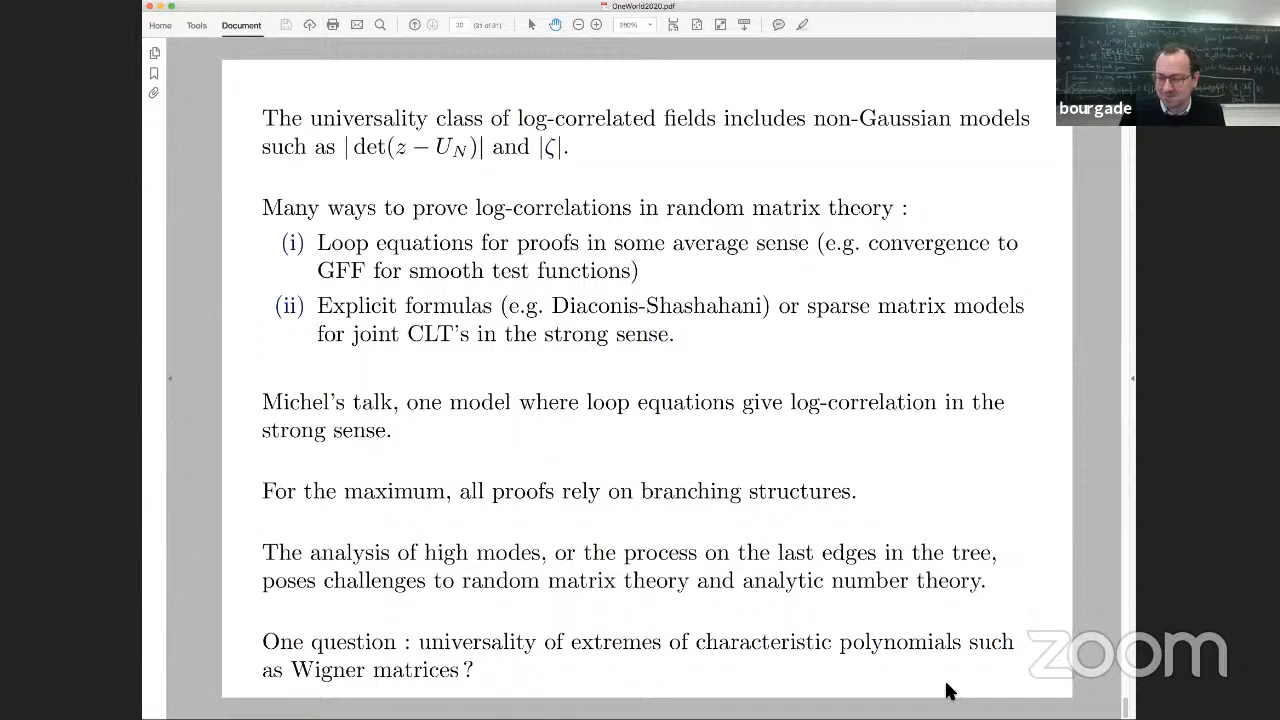 OneWorld2020.pdf
Home Tools Document 30 (31 of 31) 260%
bourgade
The universality class of log-correlated fields includes non-Gaussian models
such as | det(z − U_N)| and |ζ|.
Many ways to prove log-correlations in random matrix theory :
(i) Loop equations for proofs in some average sense (e.g. convergence to
GFF for smooth test functions)
(ii) Explicit formulas (e.g. Diaconis-Shashahani) or sparse matrix models
for joint CLT's in the strong sense.
Michel's talk, one model where loop equations give log-correlation in the
strong sense.
For the maximum, all proofs rely on branching structures.
The analysis of high modes, or the process on the last edges in the tree,
poses challenges to random matrix theory and analytic number theory.
One question : universality of extremes of characteristic polynomials such
as Wigner matrices ?
zoom